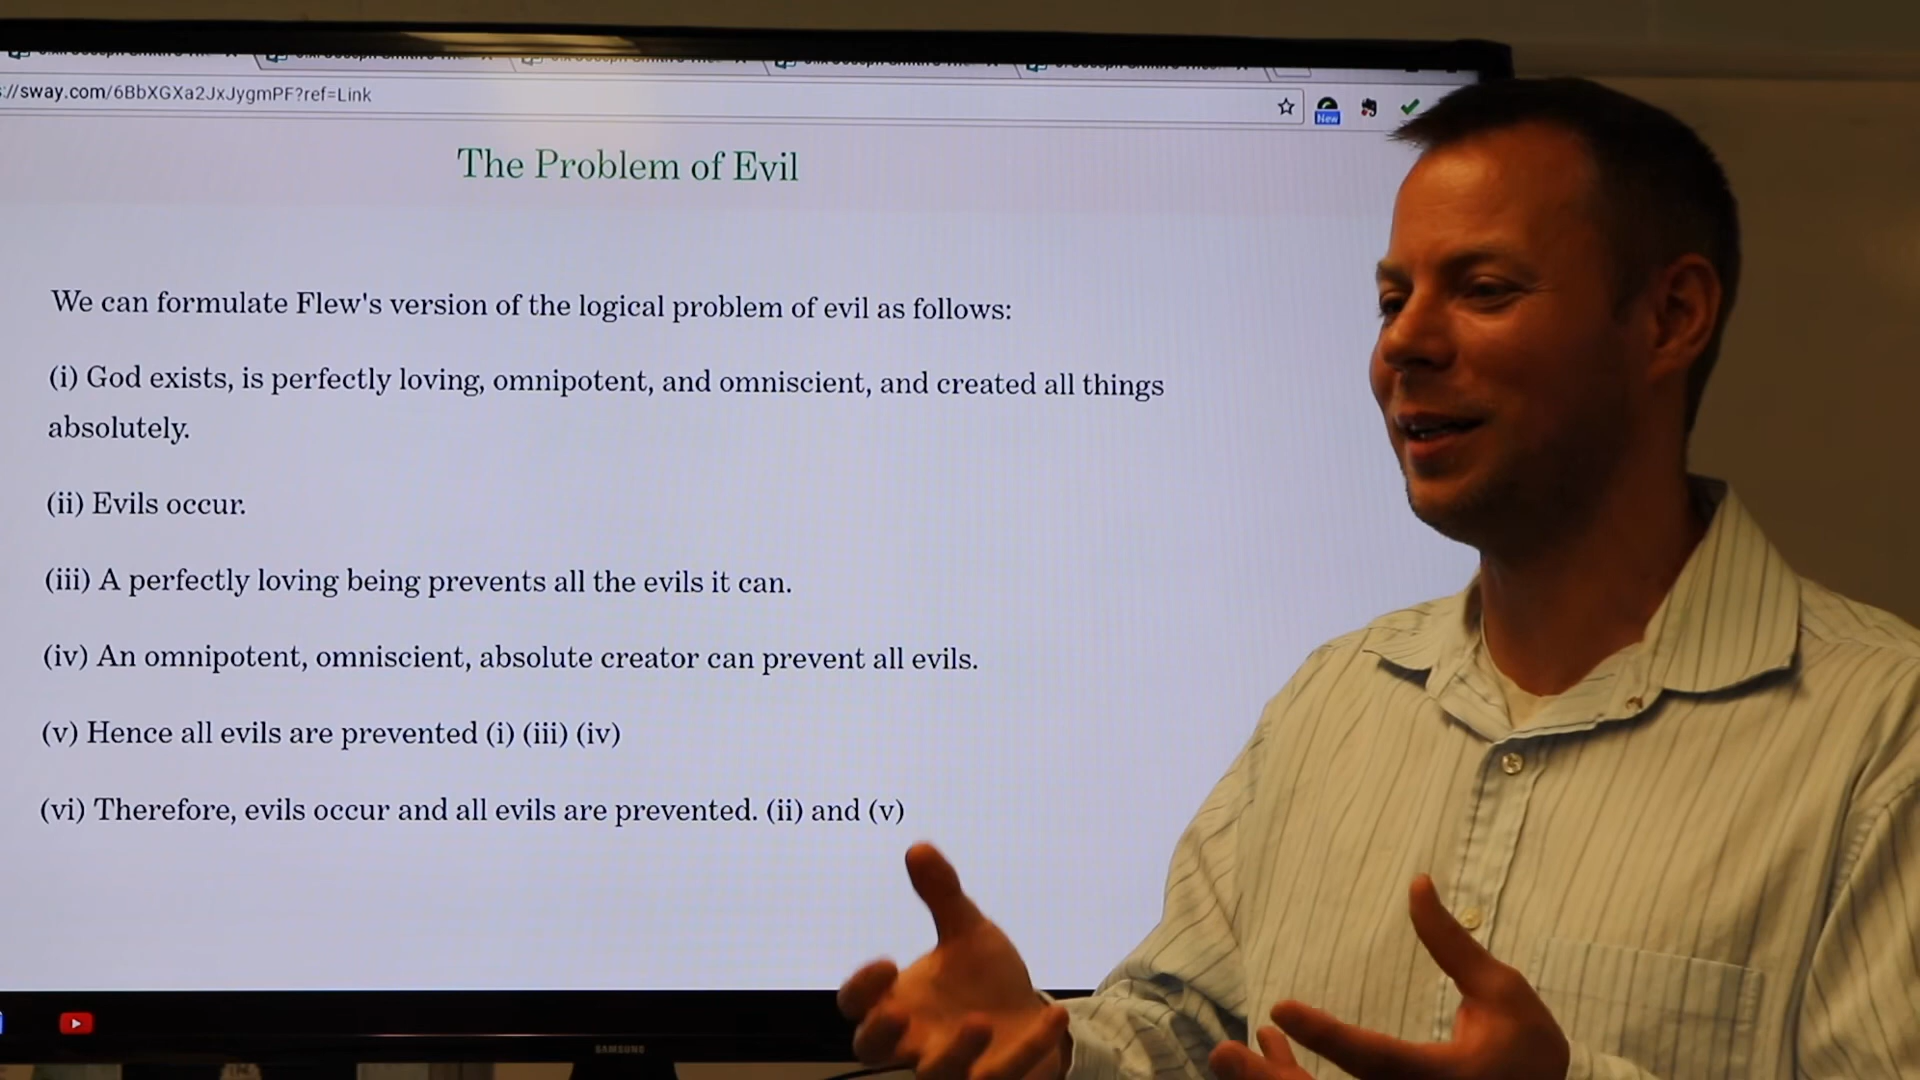 ://sway.com/6BbXGXa2JxJygmPF?ref=Link
New
The Problem of Evil
We can formulate Flew's version of the logical problem of evil as follows:
(i) God exists, is perfectly loving, omnipotent, and omniscient, and created all things
absolutely.
(ii) Evils occur.
(iii) A perfectly loving being prevents all the evils it can.
(iv) An omnipotent, omniscient, absolute creator can prevent all evils.
(v) Hence all evils are prevented (i) (iii) (iv)
(vi) Therefore, evils occur and all evils are prevented. (ii) and (v)
SAMSUNG